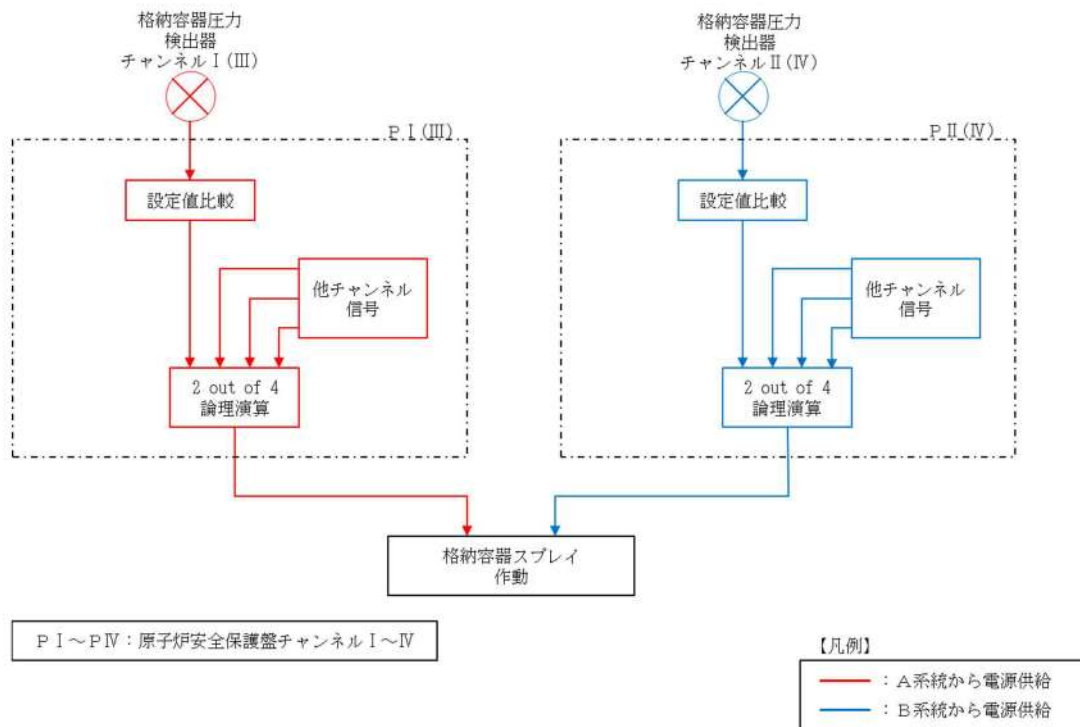 格納容器圧力
検出器
チャンネルⅠ(Ⅲ)
格納容器圧力
検出器
チャンネルⅡ(Ⅳ)
ＰⅠ(Ⅲ)
ＰⅡ(Ⅳ)
設定値比較
設定値比較
他チャンネル
信号
他チャンネル
信号
2 out of 4
論理演算
2 out of 4
論理演算
格納容器スプレイ
作動
ＰⅠ～ＰⅣ：原子炉安全保護盤チャンネルⅠ～Ⅳ
【凡例】
：Ａ系統から電源供給
：Ｂ系統から電源供給